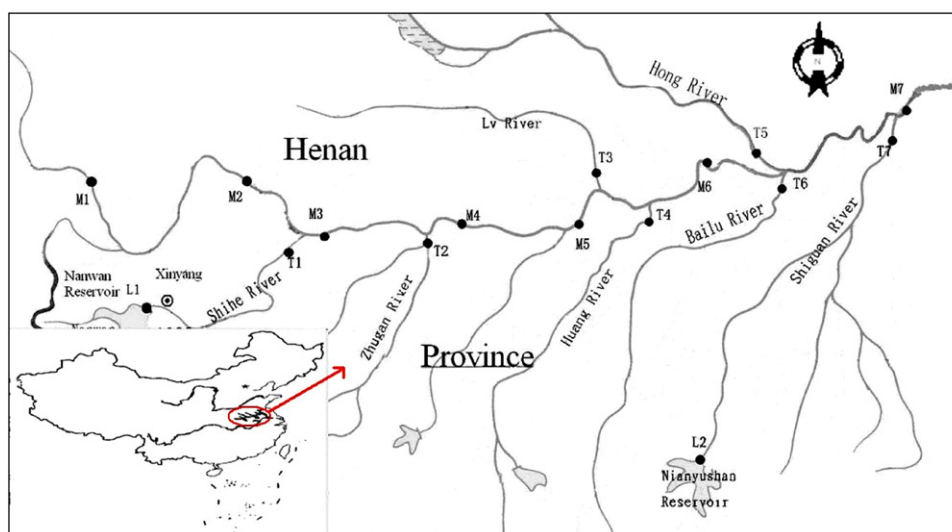 N
M7
Hong River
Lv River
T5
Henan
T7
T3
M6
T6
M1
M2
M3
M4
T4
Bailu River
M5
T2
T1
Shiguan River
Nanwan
Reservoir
L1
Xinyang
Shihe River
Zhugan River
Huang River
Province
L2
Nianyushan
Reservoir